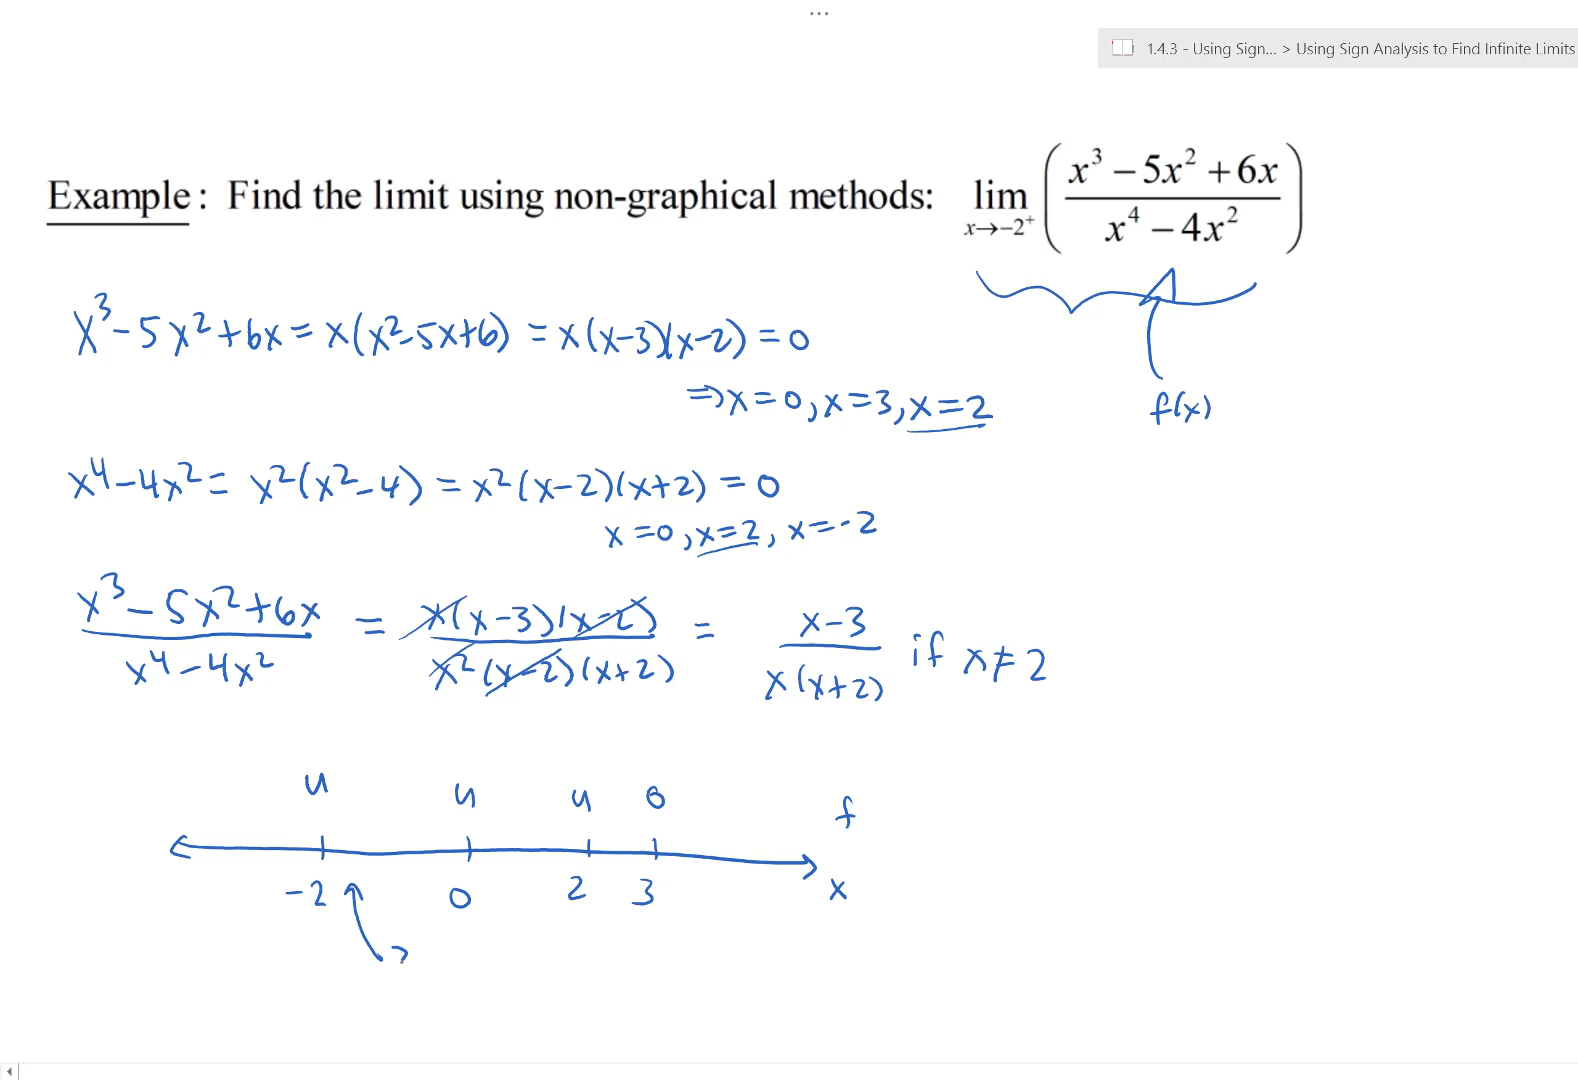 ...
1.4.3 - Using Sign... > Using Sign Analysis to Find Infinite Limits
Example : Find the limit using non-graphical methods: lim x→-2⁺ ( (x³ - 5x² + 6x) / (x⁴ - 4x²) )
x³ - 5x² + 6x = x(x² - 5x + 6) = x(x-3)(x-2) = 0
⇒ x = 0, x = 3, x = 2
f(x)
x⁴ - 4x² = x²(x² - 4) = x²(x-2)(x+2) = 0
x = 0, x = 2, x = -2
(x³ - 5x² + 6x) / (x⁴ - 4x²) = (x(x-3)(x-2)) / (x²(x-2)(x+2)) = (x-3) / (x(x+2)) if x ≠ 2
u u u 0 f
-2 0 2 3 x